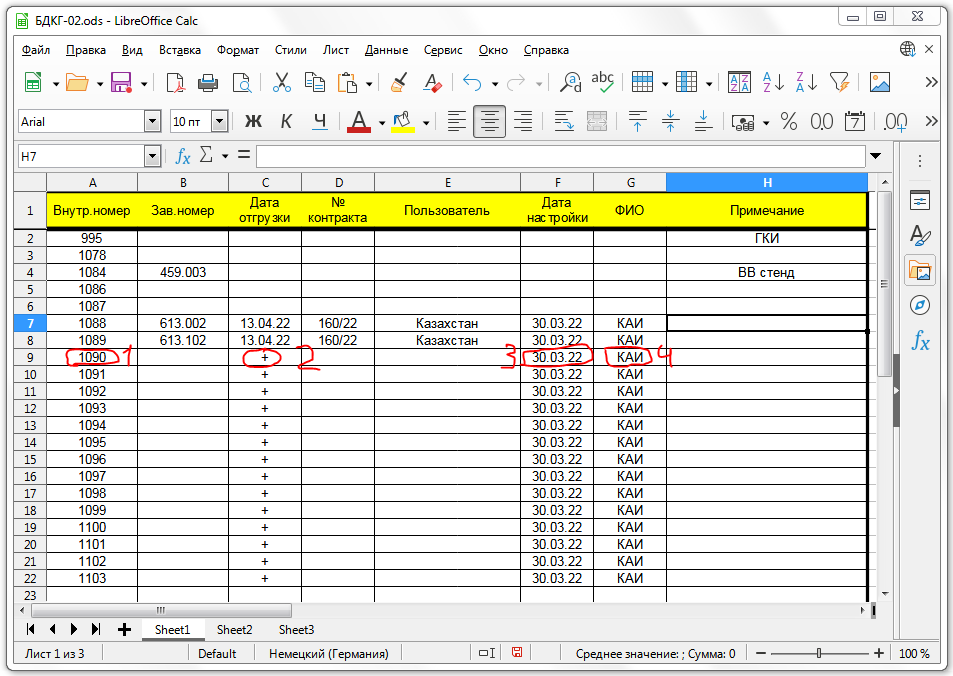 БДКГ-02.ods - LibreOffice Calc
Файл Правка Вид Вставка Формат Стили Лист Данные Сервис Окно Справка
Arial 10 пт Ж К Ч А % 0.0 7 .00
H7 fx Σ =
A B C D E F G H
1 Внутр.номер Зав.номер Дата отгрузки № контракта Пользователь Дата настройки ФИО Примечание
2 995 ГКИ
3 1078
4 1084 459.003 ВВ стенд
5 1086
6 1087
7 1088 613.002 13.04.22 160/22 Казахстан 30.03.22 КАИ
8 1089 613.102 13.04.22 160/22 Казахстан 30.03.22 КАИ
9 1090 1 + 2 3 30.03.22 КАИ 4
10 1091 + 30.03.22 КАИ
11 1092 + 30.03.22 КАИ
12 1093 + 30.03.22 КАИ
13 1094 + 30.03.22 КАИ
14 1095 + 30.03.22 КАИ
15 1096 + 30.03.22 КАИ
16 1097 + 30.03.22 КАИ
17 1098 + 30.03.22 КАИ
18 1099 + 30.03.22 КАИ
19 1100 + 30.03.22 КАИ
20 1101 + 30.03.22 КАИ
21 1102 + 30.03.22 КАИ
22 1103 + 30.03.22 КАИ
23
Sheet1 Sheet2 Sheet3
Лист 1 из 3 Default Немецкий (Германия) Среднее значение: ; Сумма: 0 100 %